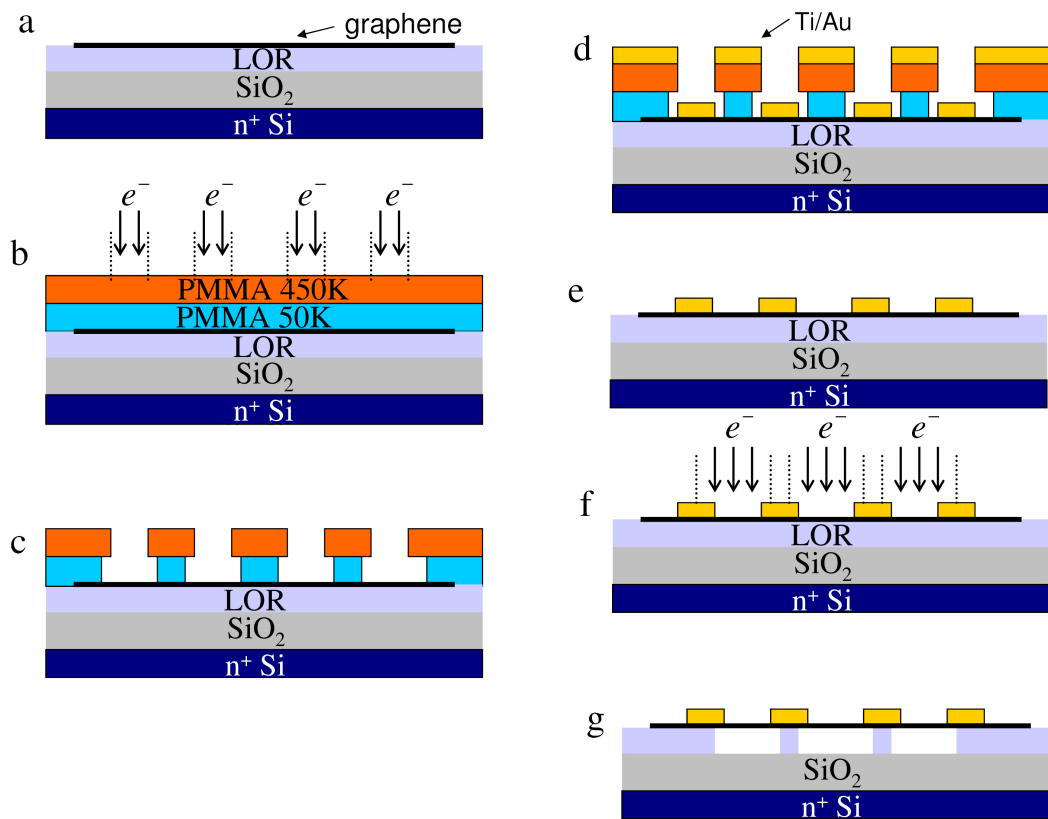 a
graphene
LOR
SiO₂
n⁺ Si
b
e⁻ e⁻ e⁻ e⁻
PMMA 450K
PMMA 50K
LOR
SiO₂
n⁺ Si
c
LOR
SiO₂
n⁺ Si
d
Ti/Au
LOR
SiO₂
n⁺ Si
e
LOR
SiO₂
n⁺ Si
f
e⁻ e⁻ e⁻
LOR
SiO₂
n⁺ Si
g
SiO₂
n⁺ Si